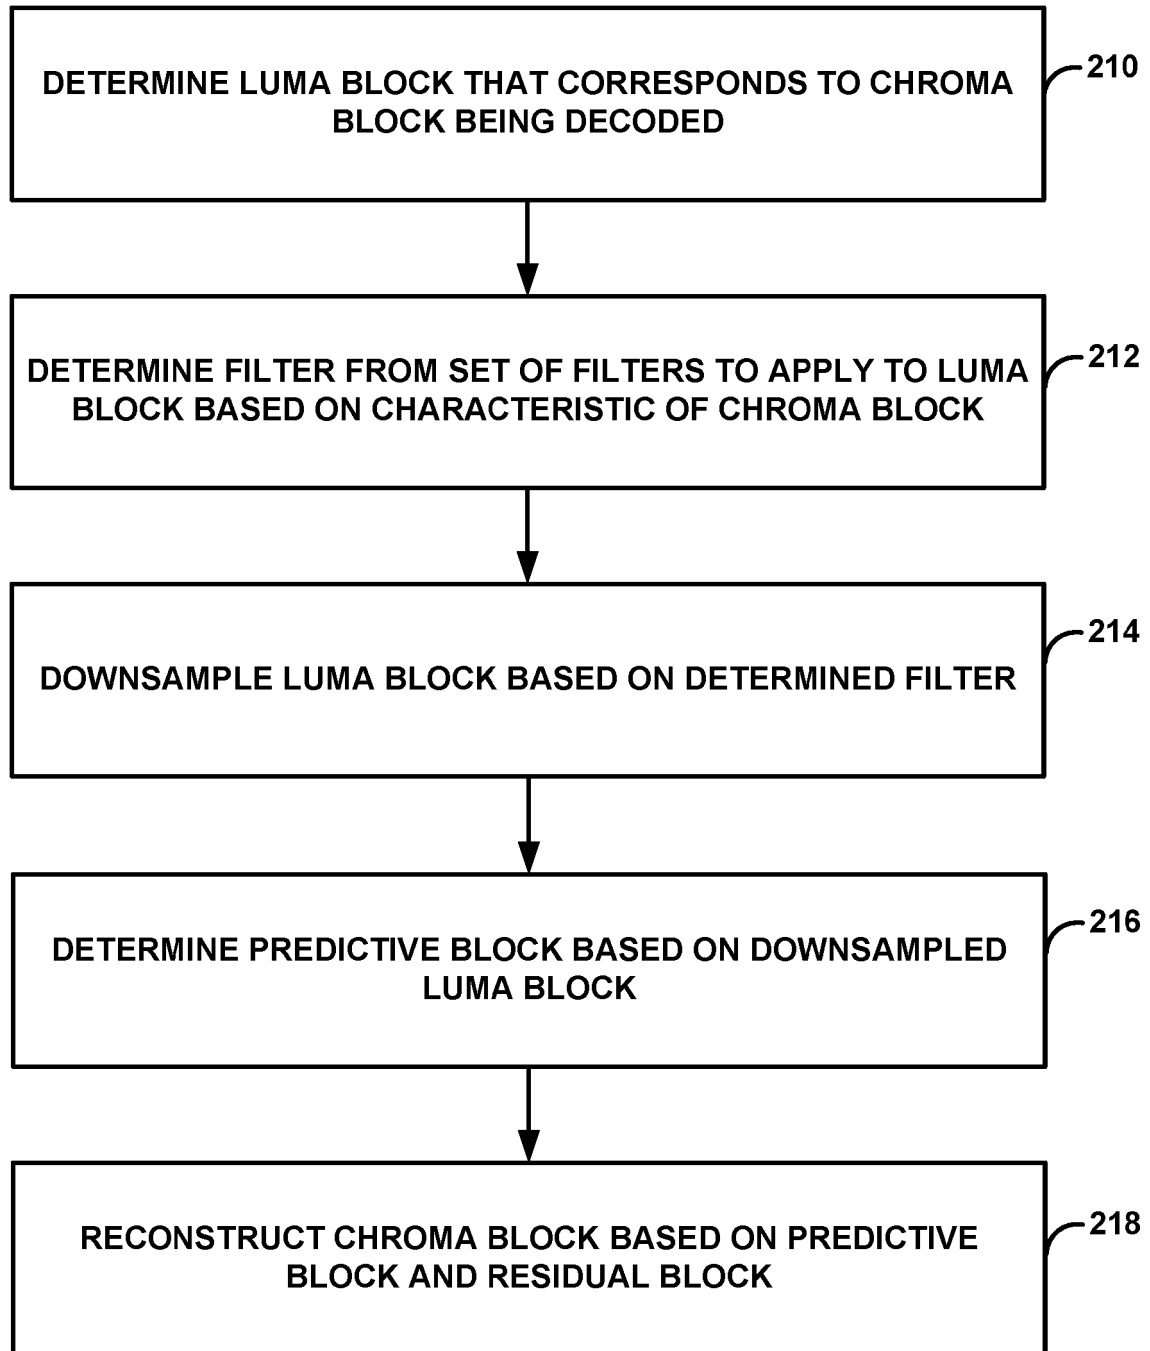 DETERMINE LUMA BLOCK THAT CORRESPONDS TO CHROMA
BLOCK BEING DECODED
210
DETERMINE FILTER FROM SET OF FILTERS TO APPLY TO LUMA
BLOCK BASED ON CHARACTERISTIC OF CHROMA BLOCK
212
DOWNSAMPLE LUMA BLOCK BASED ON DETERMINED FILTER
214
DETERMINE PREDICTIVE BLOCK BASED ON DOWNSAMPLED
LUMA BLOCK
216
RECONSTRUCT CHROMA BLOCK BASED ON PREDICTIVE
BLOCK AND RESIDUAL BLOCK
218